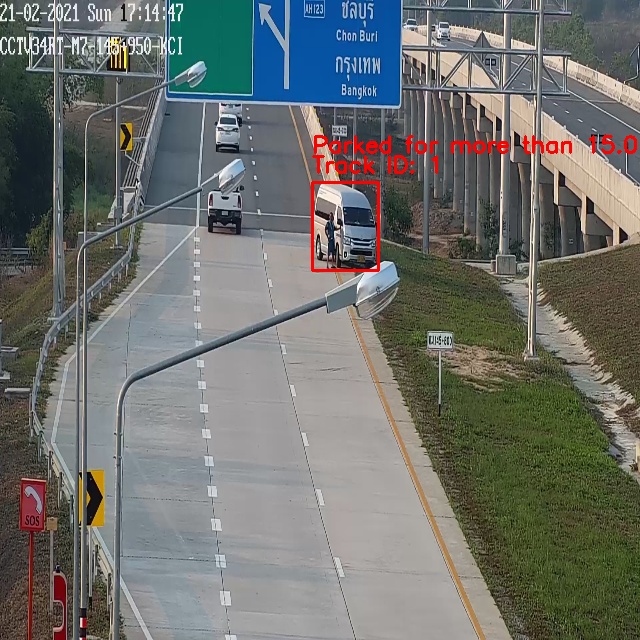 21-02-2021 Sun 17:14:47
CCTV34RT-M7-145+950-KCI
AH123
ชลบุรี
Chon Buri
กรุงเทพ
Bangkok
Parked for more than 15.0
Track ID: 1
SOS